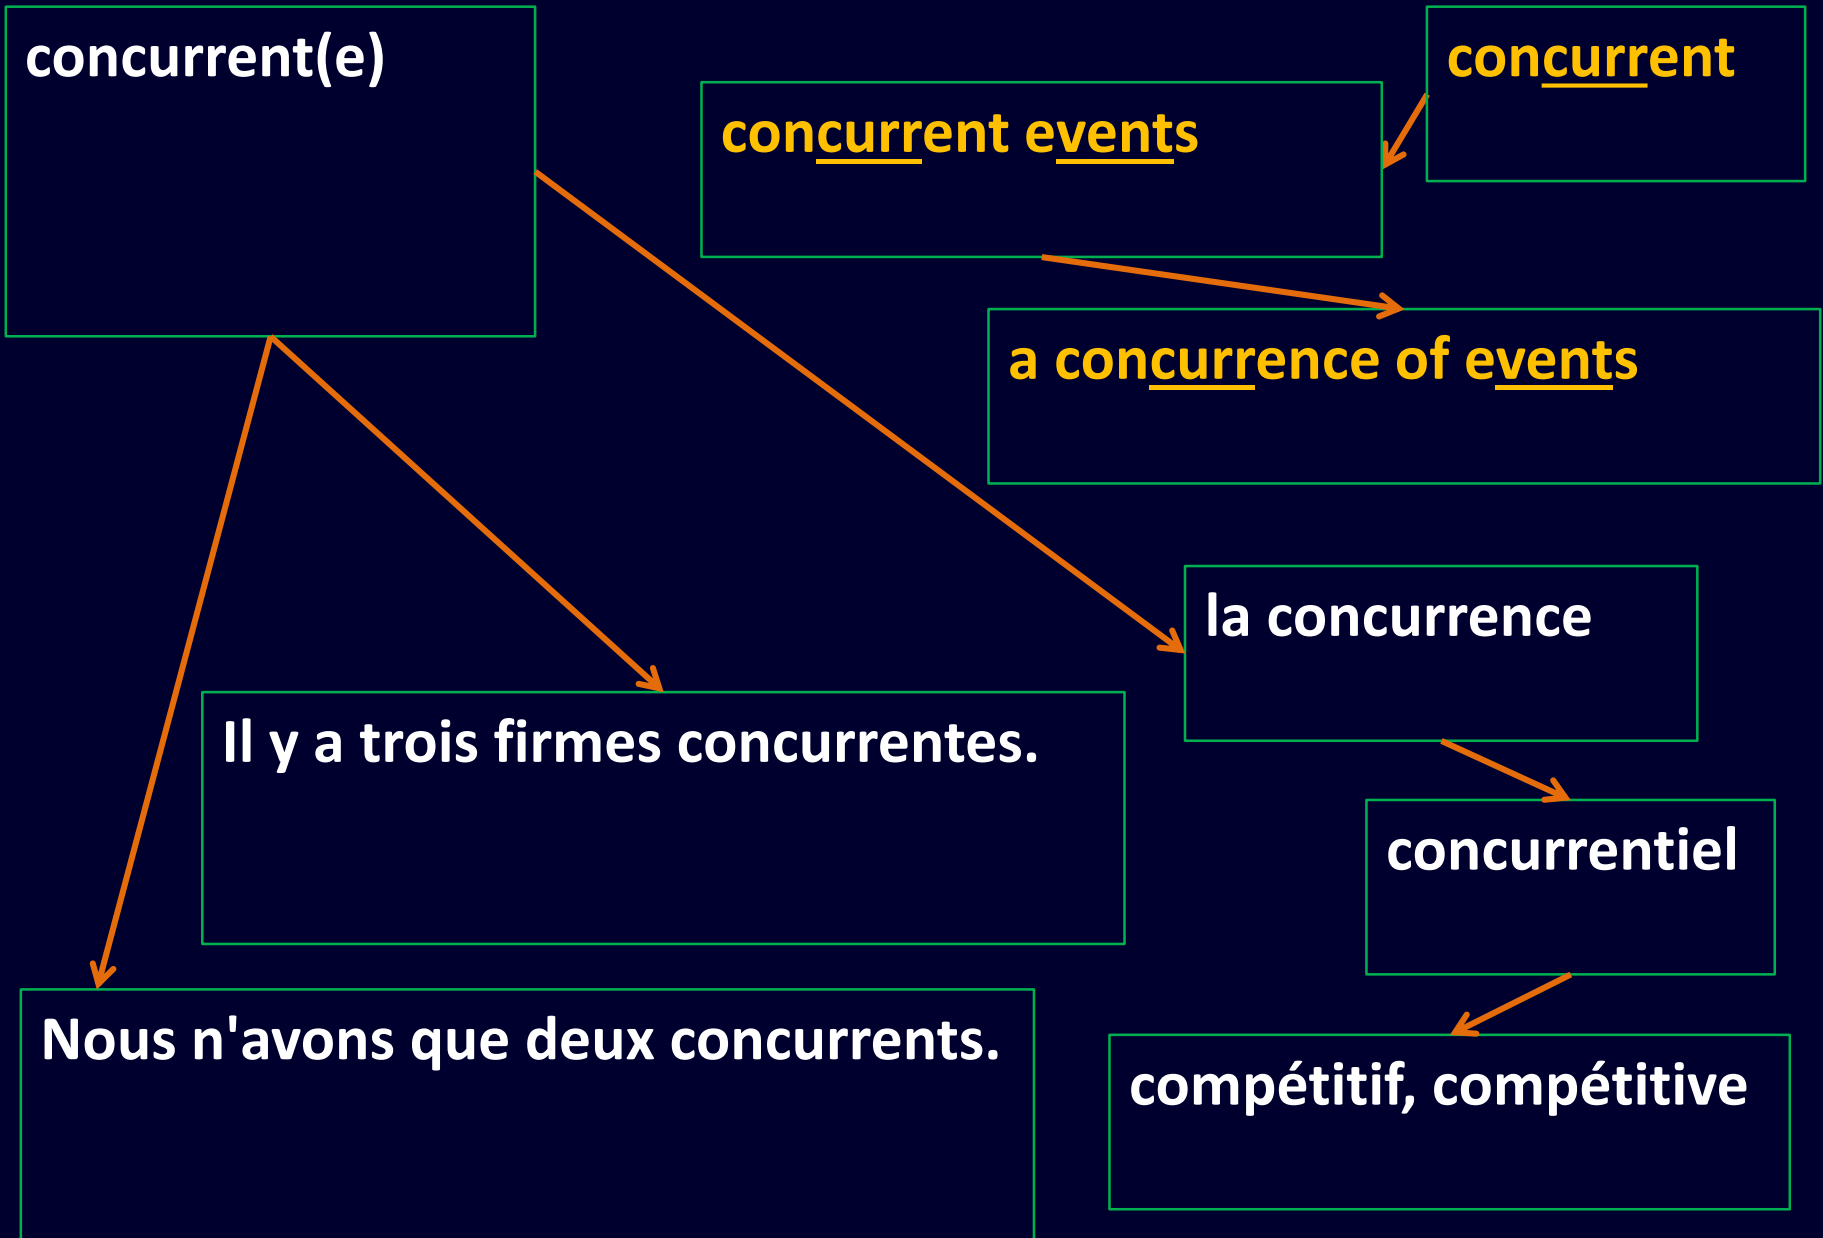 concurrent(e)
concurrent
concurrent events
a concurrence of events
la concurrence
Il y a trois firmes concurrentes.
concurrentiel
Nous n'avons que deux concurrents.
compétitif, compétitive